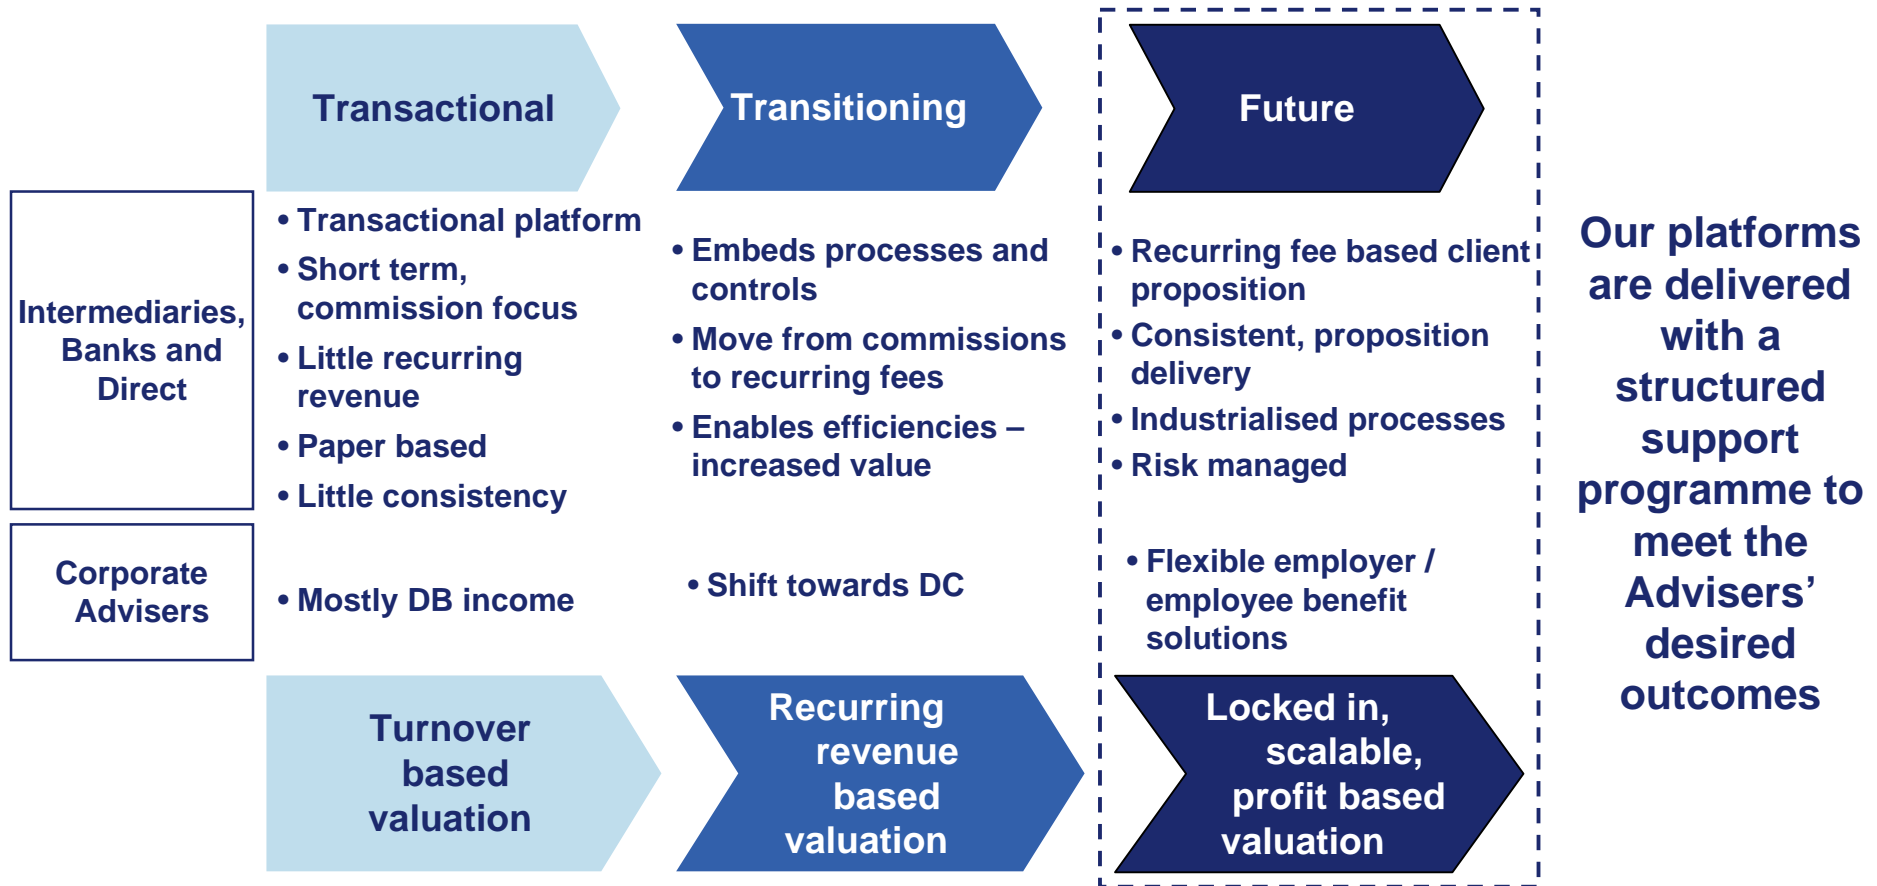 Transactional
Transitioning
Future
Intermediaries,
Banks and
Direct
• Transactional platform
• Short term,
commission focus
• Little recurring
revenue
• Paper based
• Little consistency
• Embeds processes and
controls
• Move from commissions
to recurring fees
• Enables efficiencies –
increased value
• Recurring fee based client
proposition
• Consistent, proposition
delivery
• Industrialised processes
• Risk managed
Corporate
Advisers
• Mostly DB income
• Shift towards DC
• Flexible employer /
employee benefit
solutions
Turnover
based
valuation
Recurring
revenue
based
valuation
Locked in,
scalable,
profit based
valuation
Our platforms
are delivered
with a
structured
support
programme to
meet the
Advisers’
desired
outcomes